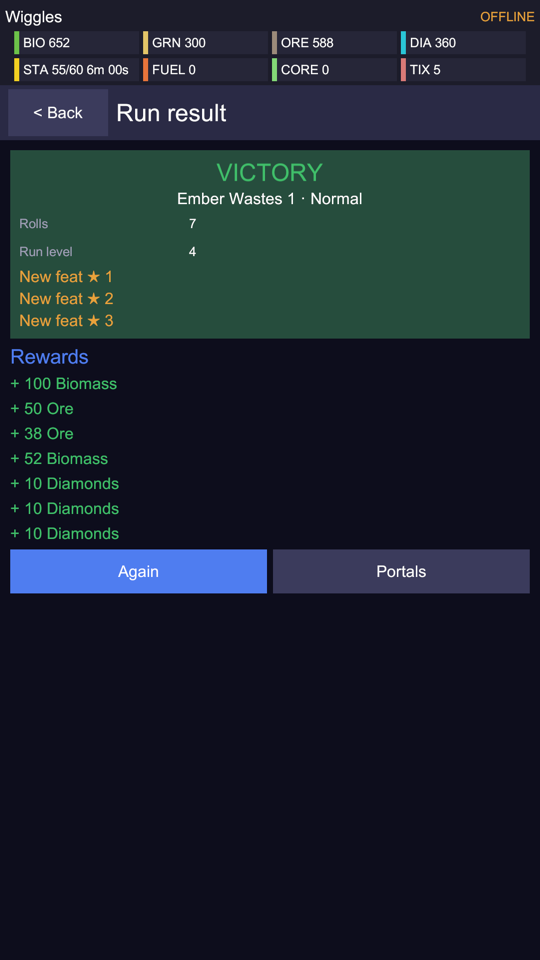 Wiggles OFFLINE
BIO 652 GRN 300 ORE 588 DIA 360
STA 55/60 6m 00s FUEL 0 CORE 0 TIX 5
< Back Run result
VICTORY
Ember Wastes 1 · Normal
Rolls 7
Run level 4
New feat ★ 1
New feat ★ 2
New feat ★ 3
Rewards
+ 100 Biomass
+ 50 Ore
+ 38 Ore
+ 52 Biomass
+ 10 Diamonds
+ 10 Diamonds
+ 10 Diamonds
Again Portals